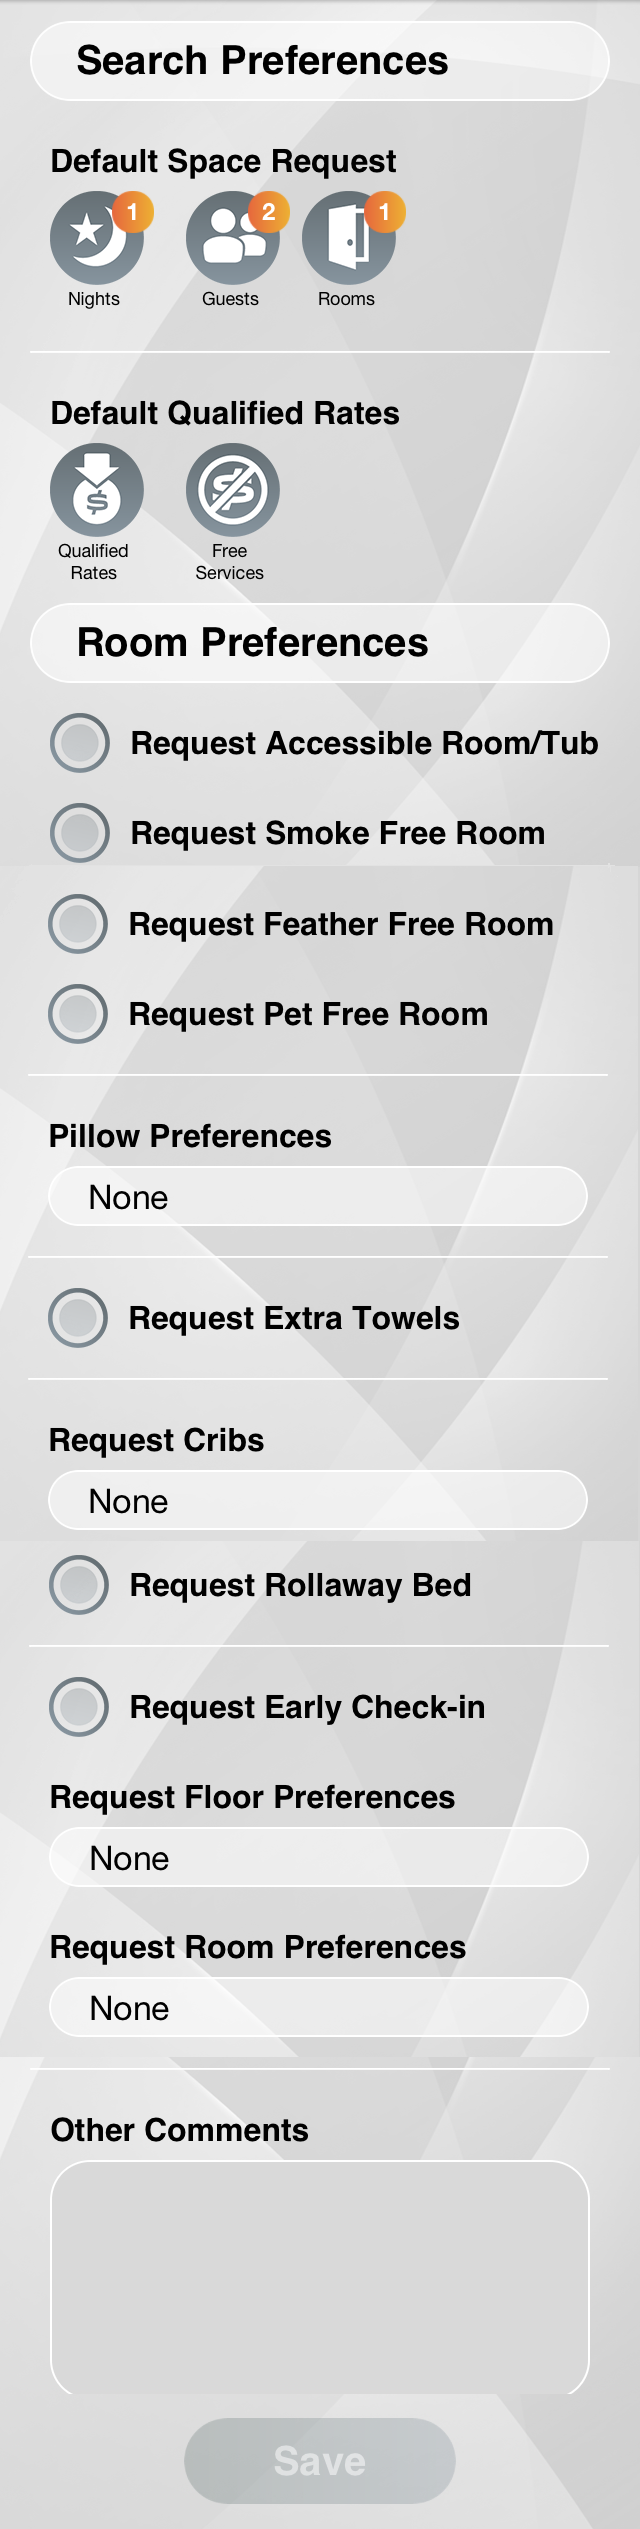 Search Preferences
Default Space Request
1 2 1
Nights Guests Rooms
Default Qualified Rates
$ $
Qualified Free
Rates Services
Room Preferences
Request Accessible Room/Tub
Request Smoke Free Room
Request Feather Free Room
Request Pet Free Room
Pillow Preferences
None
Request Extra Towels
Request Cribs
None
Request Rollaway Bed
Request Early Check-in
Request Floor Preferences
None
Request Room Preferences
None
Other Comments
Save